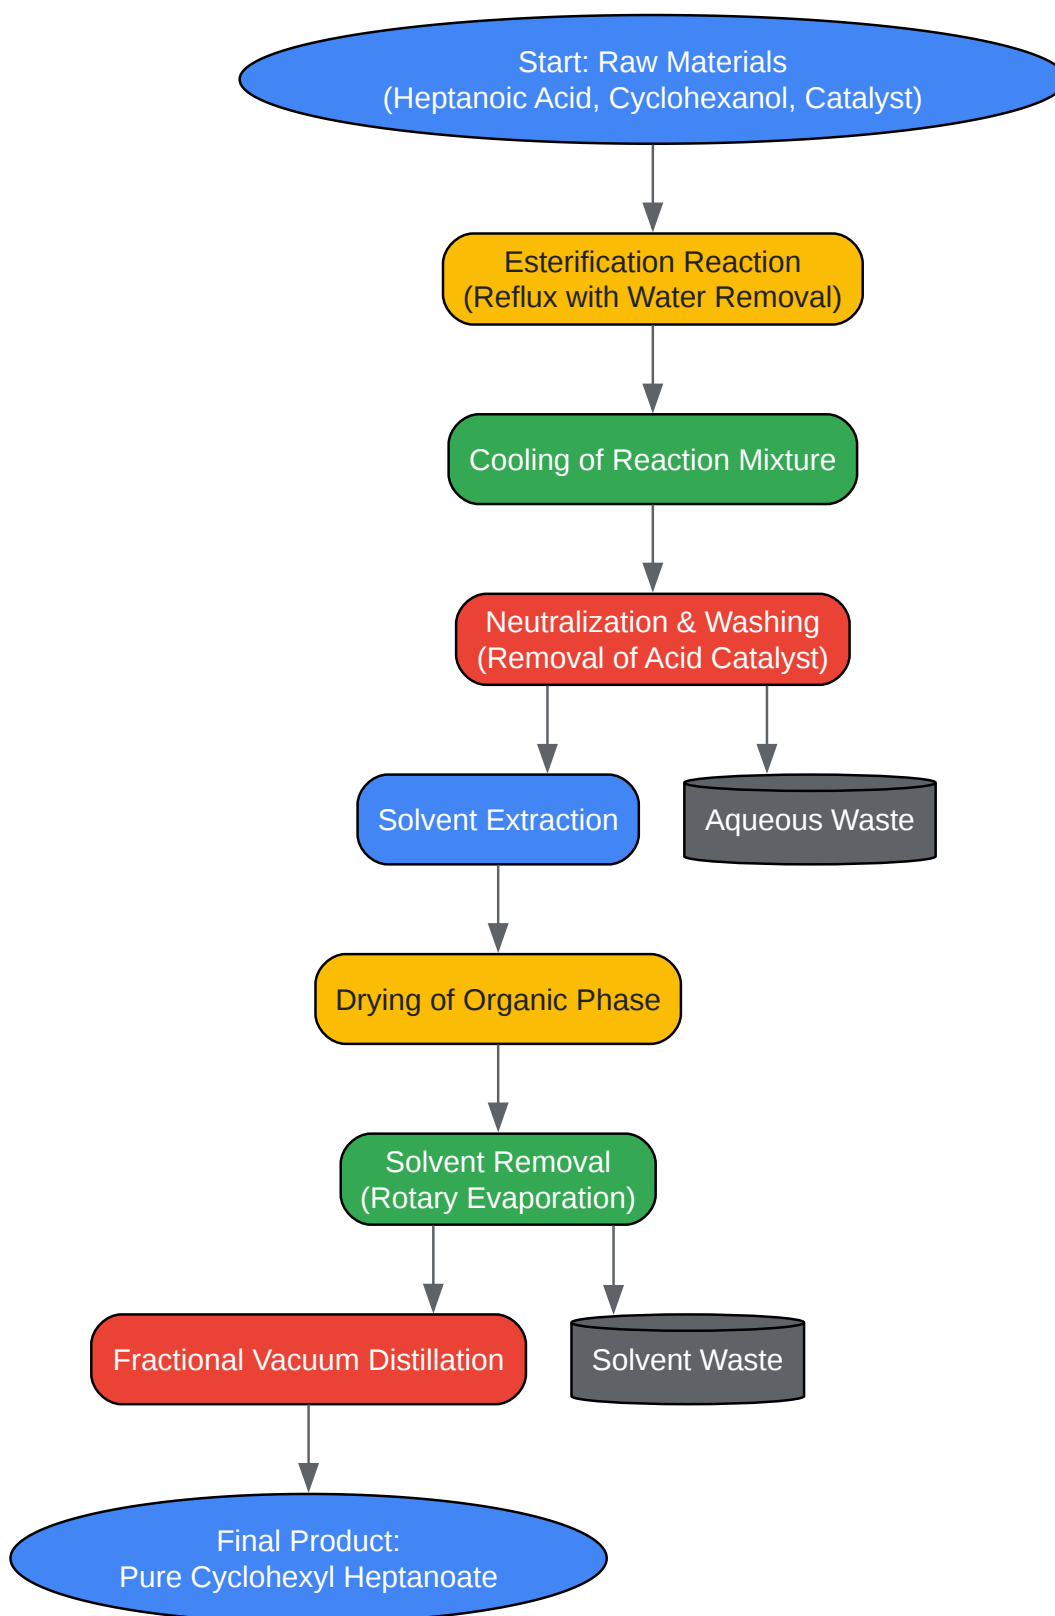 Start: Raw Materials
(Heptanoic Acid, Cyclohexanol, Catalyst)
Esterification Reaction
(Reflux with Water Removal)
Cooling of Reaction Mixture
Neutralization & Washing
(Removal of Acid Catalyst)
Solvent Extraction
Aqueous Waste
Drying of Organic Phase
Solvent Removal
(Rotary Evaporation)
Fractional Vacuum Distillation
Solvent Waste
Final Product:
Pure Cyclohexyl Heptanoate